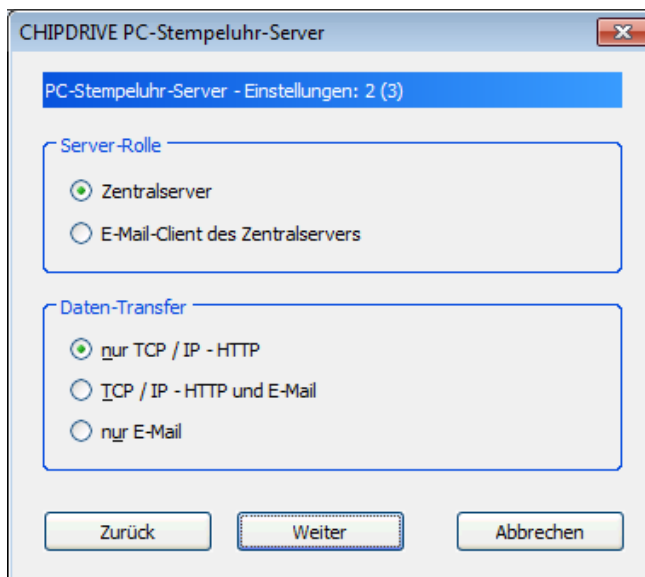 CHIPDRIVE PC-Stempeluhr-Server
PC-Stempeluhr-Server - Einstellungen: 2 (3)
Server-Rolle
Zentralserver
E-Mail-Client des Zentralservers
Daten-Transfer
nur TCP / IP - HTTP
TCP / IP - HTTP und E-Mail
nur E-Mail
Zurück Weiter Abbrechen